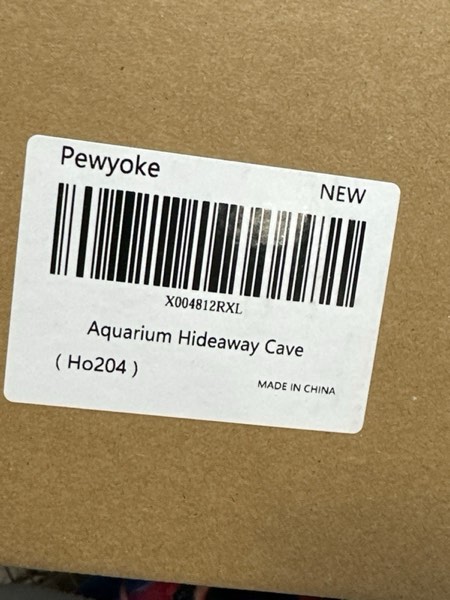 Pewyoke
NEW
X004812RXL
Aquarium Hideaway Cave
( Ho204 )
MADE IN CHINA